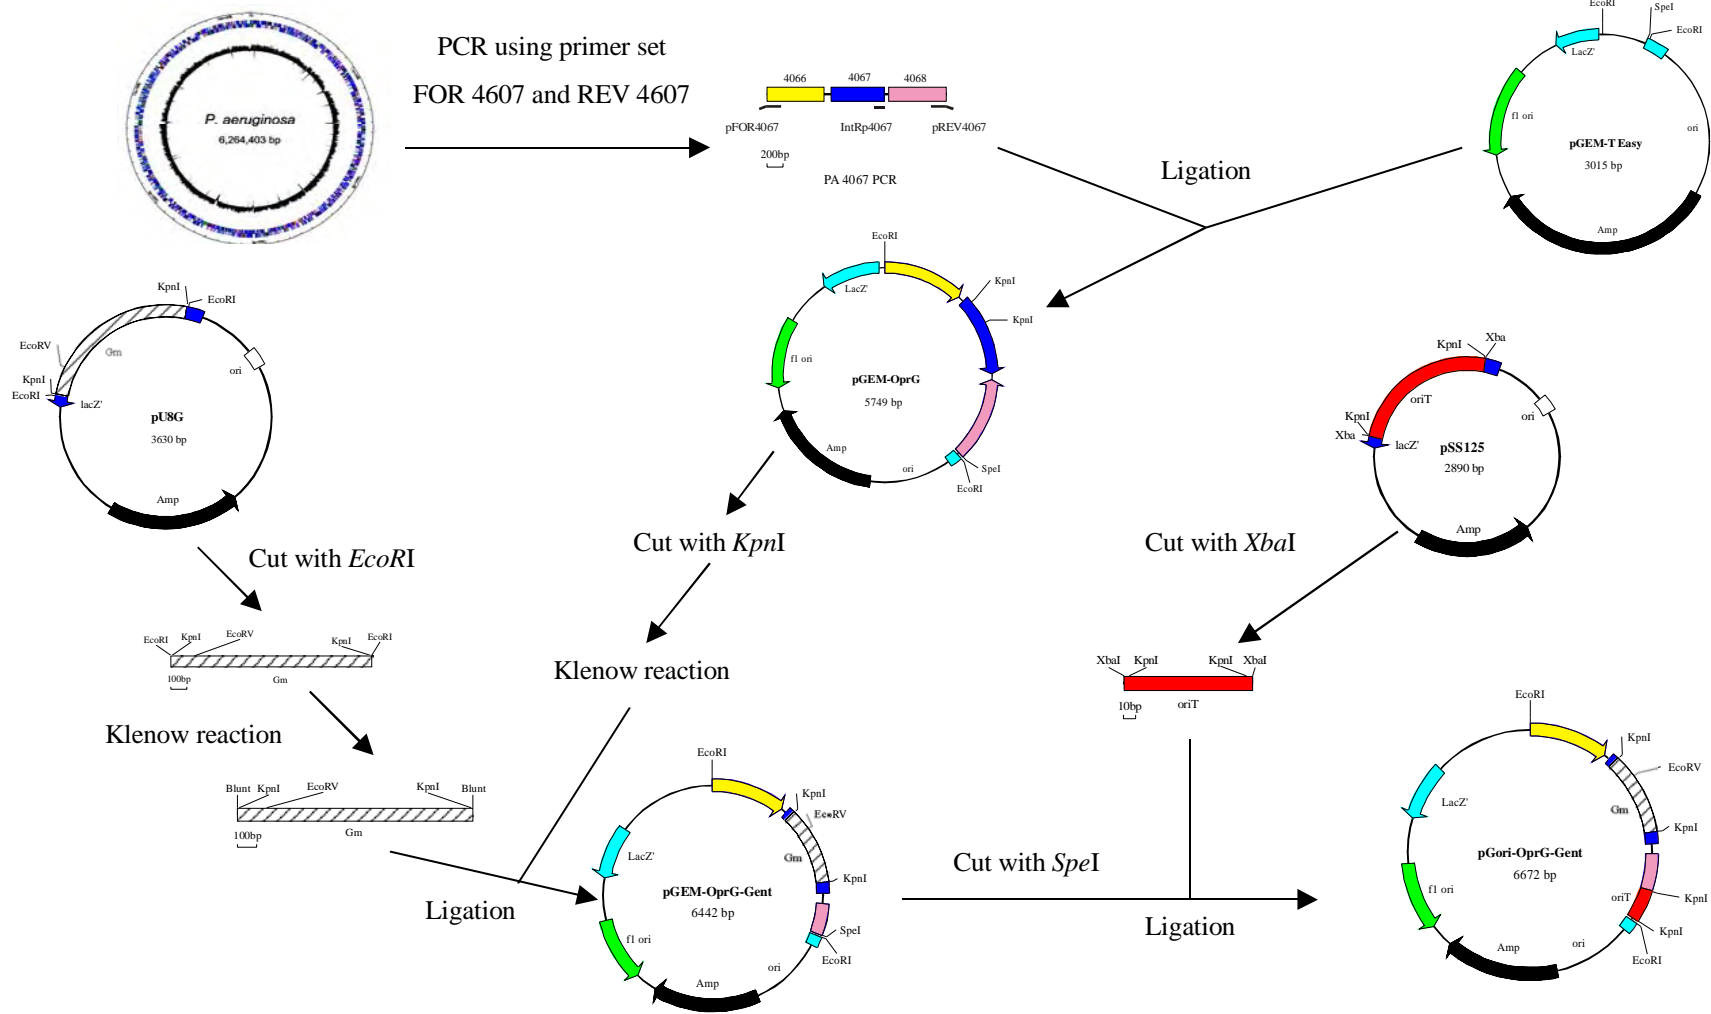 P. aeruginosa
6,264,403 bp
PCR using primer set
FOR 4607 and REV 4607
4066 4067 4068
pFOR4067 IntRp4067 pREV4067
200bp
PA 4067 PCR
Ligation
EcoRI
SpeI
EcoRI
LacZ'
f1 ori
ori
pGEM-T Easy
3015 bp
Amp
KpnI
EcoRI
EcoRV
Gm
KpnI
EcoRI
lacZ'
ori
pU8G
3630 bp
Amp
EcoRI
KpnI
KpnI
LacZ'
f1 ori
pGEM-OprG
5749 bp
Amp
ori
SpeI
EcoRI
KpnI
Xba
oriT
KpnI
Xba
lacZ'
ori
pSS125
2890 bp
Amp
Cut with EcoRI
Cut with KpnI
Cut with XbaI
EcoRI KpnI EcoRV KpnI EcoRI
100bp
Gm
Klenow reaction
Klenow reaction
XbaI KpnI KpnI XbaI
10bp
oriT
Blunt KpnI EcoRV KpnI Blunt
100bp
Gm
Ligation
EcoRI
KpnI
EcoRV
Gm
LacZ'
KpnI
pGEM-OprG-Gent
6442 bp
f1 ori
SpeI
EcoRI
ori
Amp
Cut with SpeI
Ligation
EcoRI
KpnI
EcoRV
Gm
LacZ'
KpnI
pGori-OprG-Gent
6672 bp
f1 ori
oriT
KpnI
KpnI
EcoRI
ori
Amp